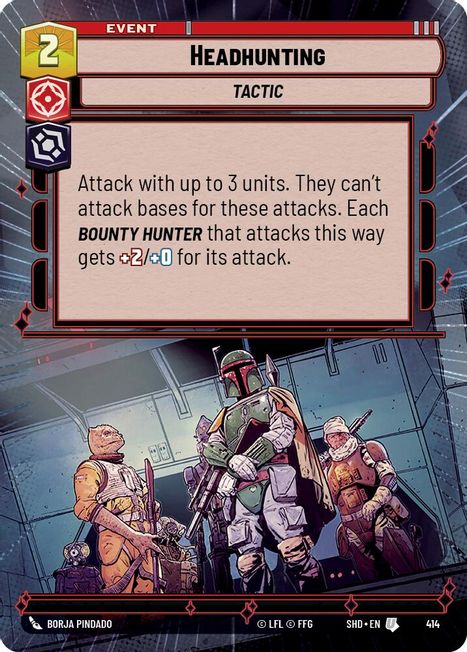 EVENT
2
HEADHUNTING
TACTIC
Attack with up to 3 units. They can't
attack bases for these attacks. Each
BOUNTY HUNTER that attacks this way
gets +2/+0 for its attack.
BORJA PINDADO
© LFL © FFG
SHD • EN
414